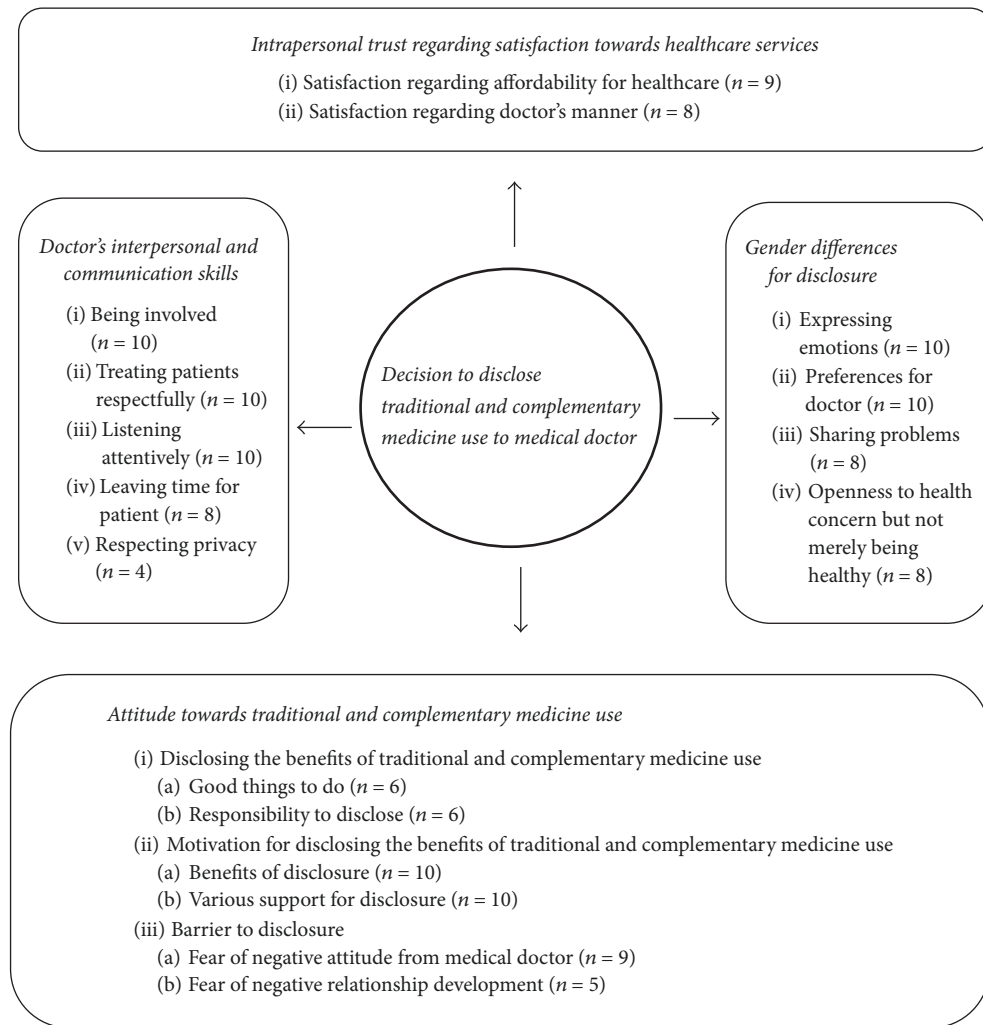 Intrapersonal trust regarding satisfaction towards healthcare services
(i) Satisfaction regarding affordability for healthcare (n = 9)
(ii) Satisfaction regarding doctor's manner (n = 8)
Doctor's interpersonal and
communication skills
(i) Being involved
(n = 10)
(ii) Treating patients
respectfully (n = 10)
(iii) Listening
attentively (n = 10)
(iv) Leaving time for
patient (n = 8)
(v) Respecting privacy
(n = 4)
Decision to disclose
traditional and complementary
medicine use to medical doctor
Gender differences
for disclosure
(i) Expressing
emotions (n = 10)
(ii) Preferences for
doctor (n = 10)
(iii) Sharing problems
(n = 8)
(iv) Openness to health
concern but not
merely being
healthy (n = 8)
Attitude towards traditional and complementary medicine use
(i) Disclosing the benefits of traditional and complementary medicine use
(a) Good things to do (n = 6)
(b) Responsibility to disclose (n = 6)
(ii) Motivation for disclosing the benefits of traditional and complementary medicine use
(a) Benefits of disclosure (n = 10)
(b) Various support for disclosure (n = 10)
(iii) Barrier to disclosure
(a) Fear of negative attitude from medical doctor (n = 9)
(b) Fear of negative relationship development (n = 5)